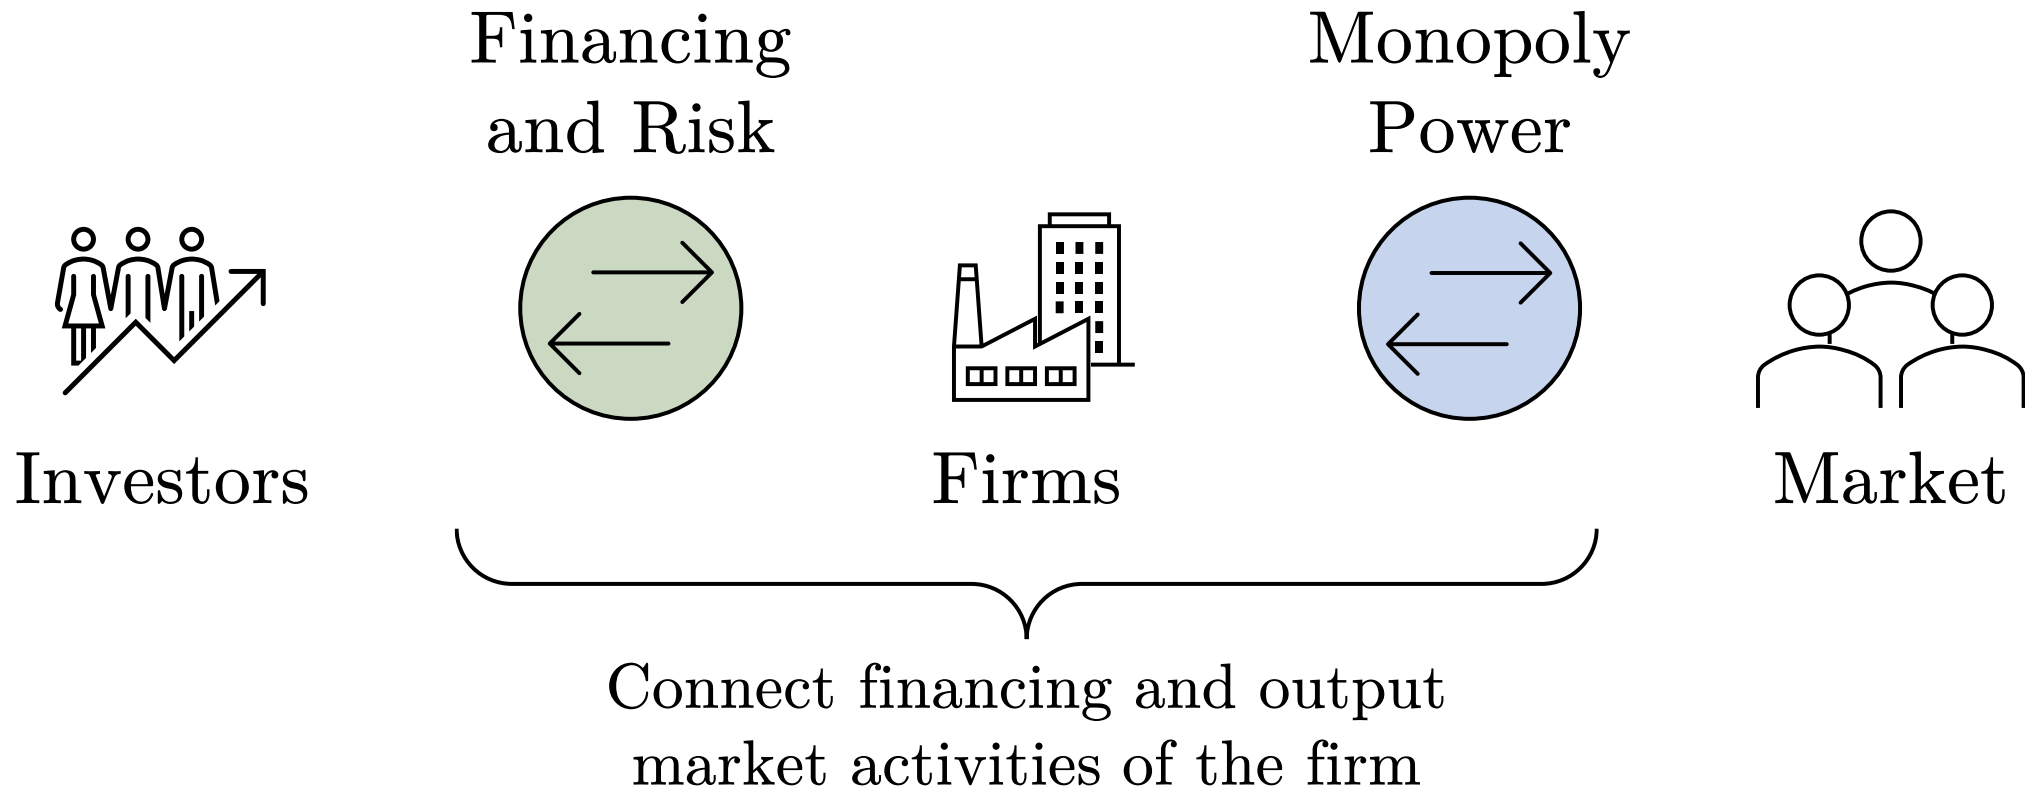 Financing
and Risk
Monopoly
Power
Investors
Firms
Market
Connect financing and output
market activities of the firm